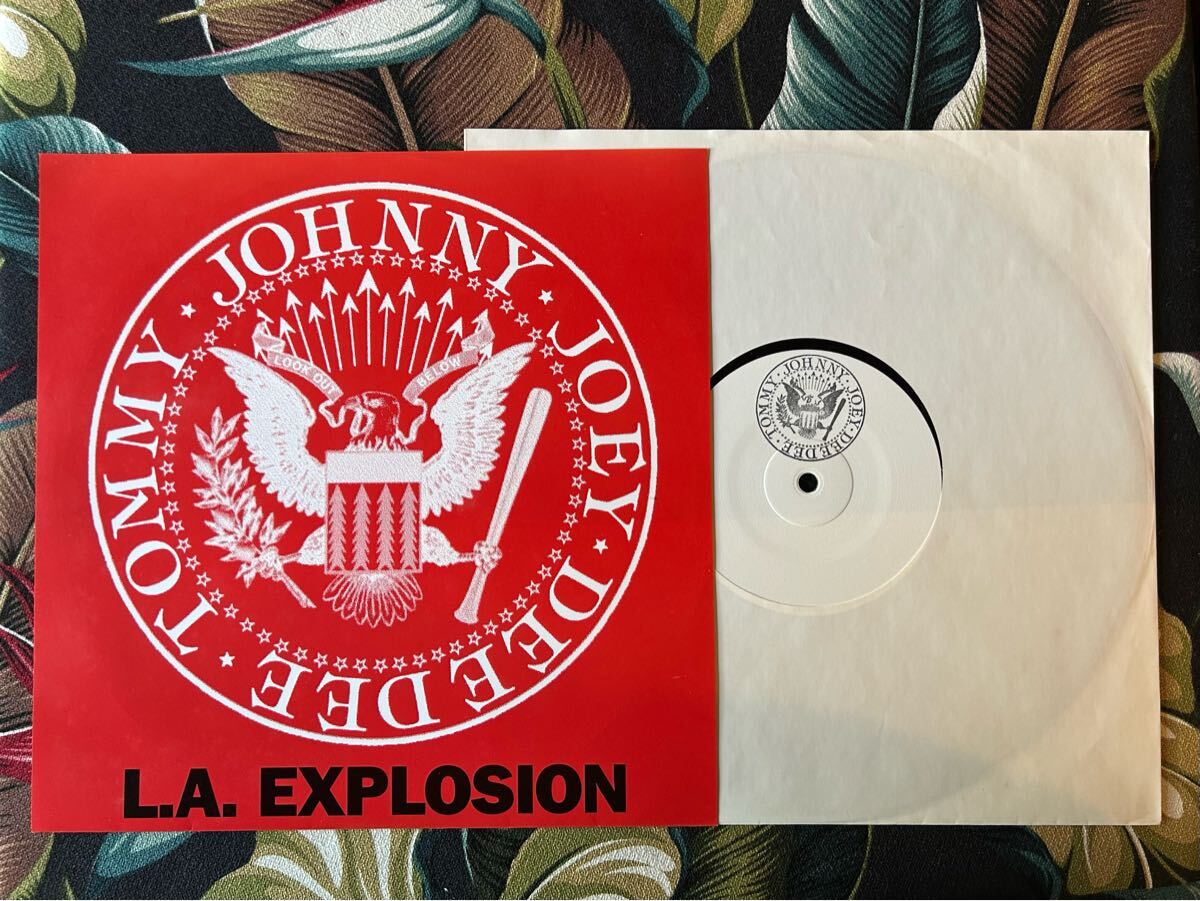 TOMMY · JOHNNY · JOEY · DEE DEE ·
LOOK OUT BELOW
L.A. EXPLOSION
TOMMY · JOHNNY · JOEY · DEE DEE ·